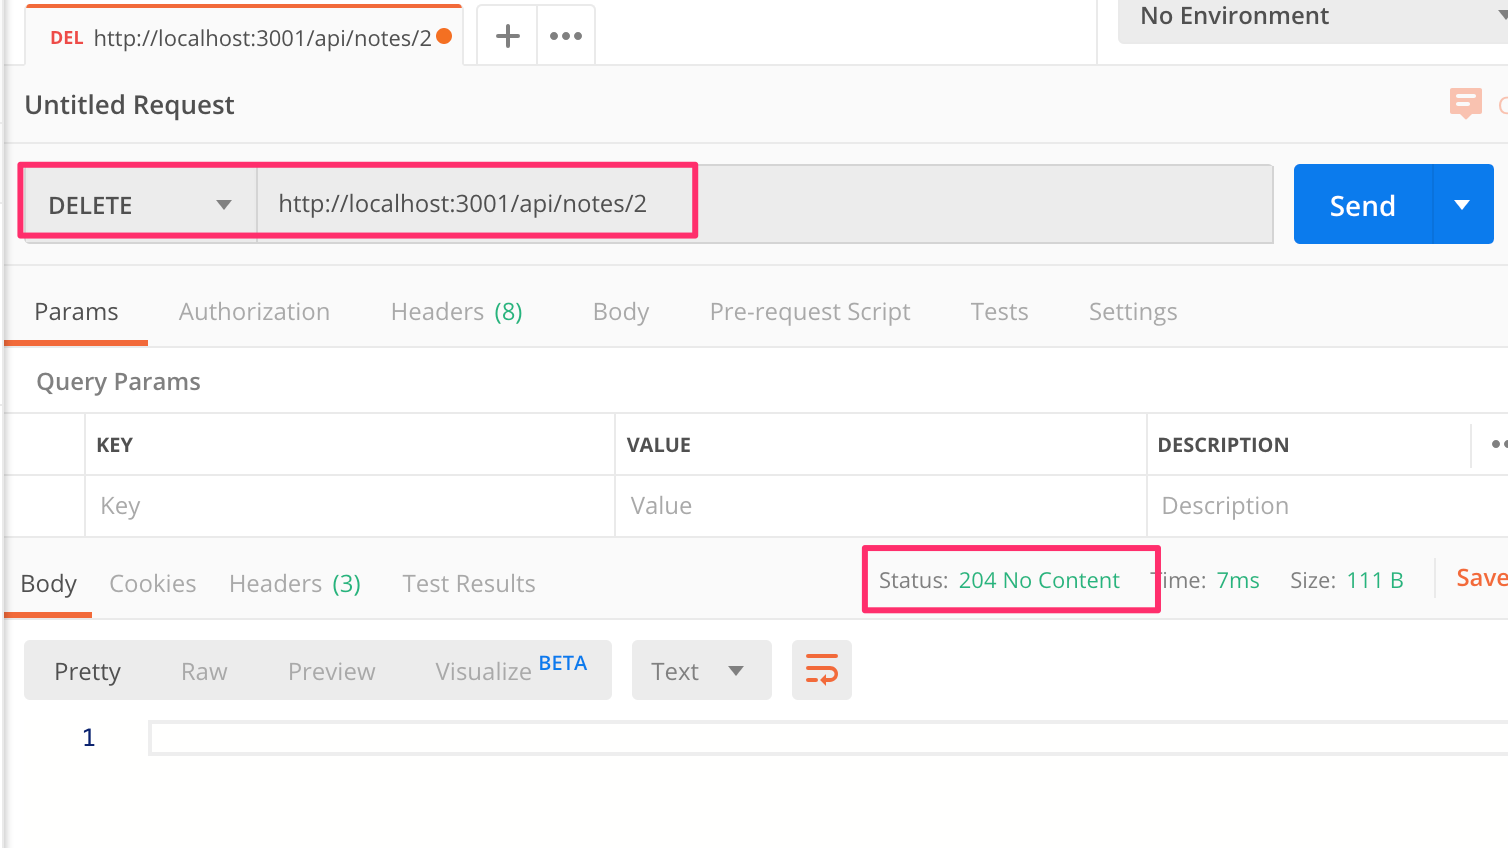 DEL http://localhost:3001/api/notes/2
No Environment
Untitled Request
DELETE http://localhost:3001/api/notes/2 Send
Params Authorization Headers (8) Body Pre-request Script Tests Settings
Query Params
KEY VALUE DESCRIPTION
Key Value Description
Body Cookies Headers (3) Test Results Status: 204 No Content Time: 7ms Size: 111 B Save
Pretty Raw Preview Visualize BETA Text
1